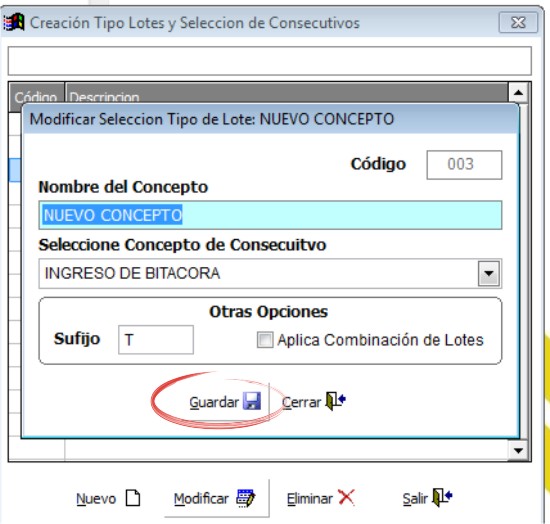 Creación Tipo Lotes y Seleccion de Consecutivos
Código Descripcion
Modificar Seleccion Tipo de Lote: NUEVO CONCEPTO
Código 003
Nombre del Concepto
NUEVO CONCEPTO
Seleccione Concepto de Consecuitvo
INGRESO DE BITACORA
Otras Opciones
Sufijo T Aplica Combinación de Lotes
Guardar Cerrar
Nuevo Modificar Eliminar Salir